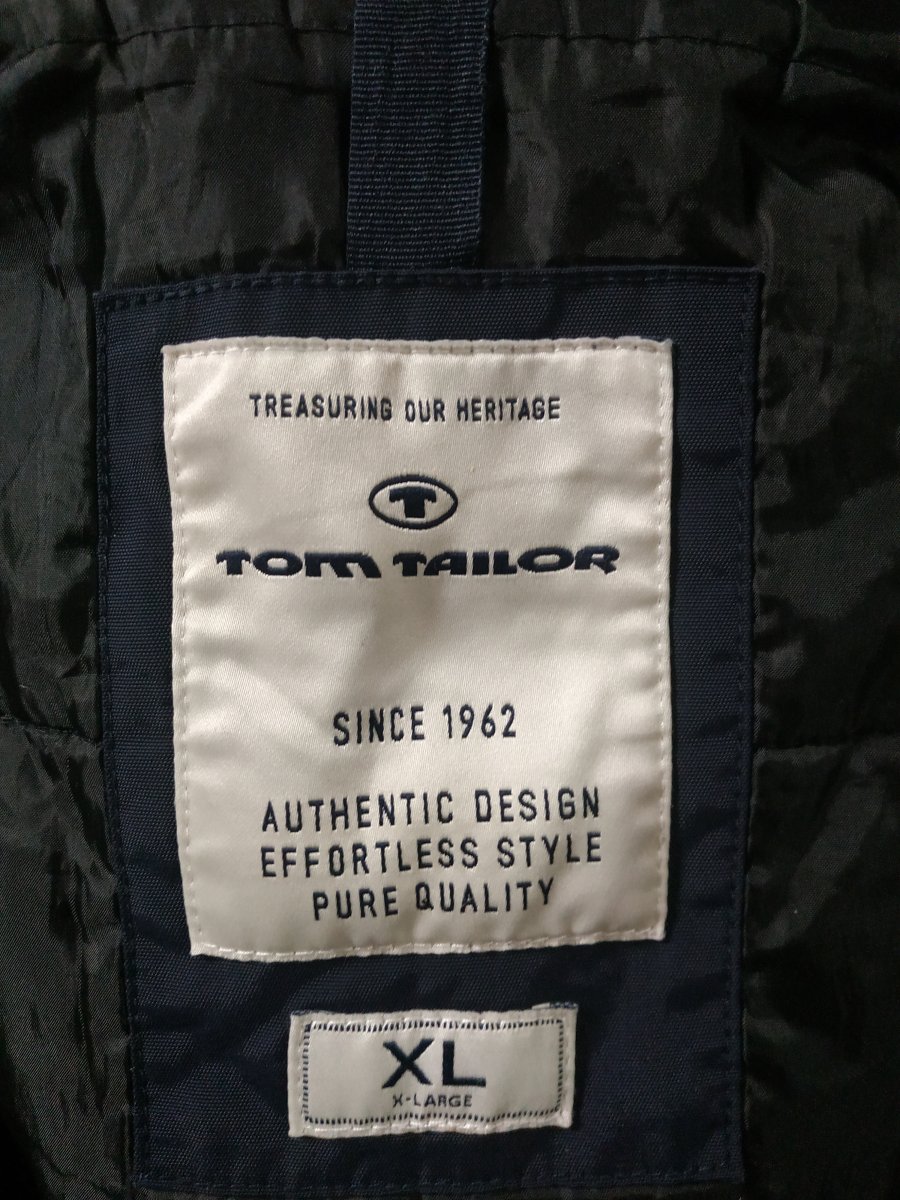 TREASURING OUR HERITAGE
T
TOM TAILOR
SINCE 1962
AUTHENTIC DESIGN
EFFORTLESS STYLE
PURE QUALITY
XL
X-LARGE